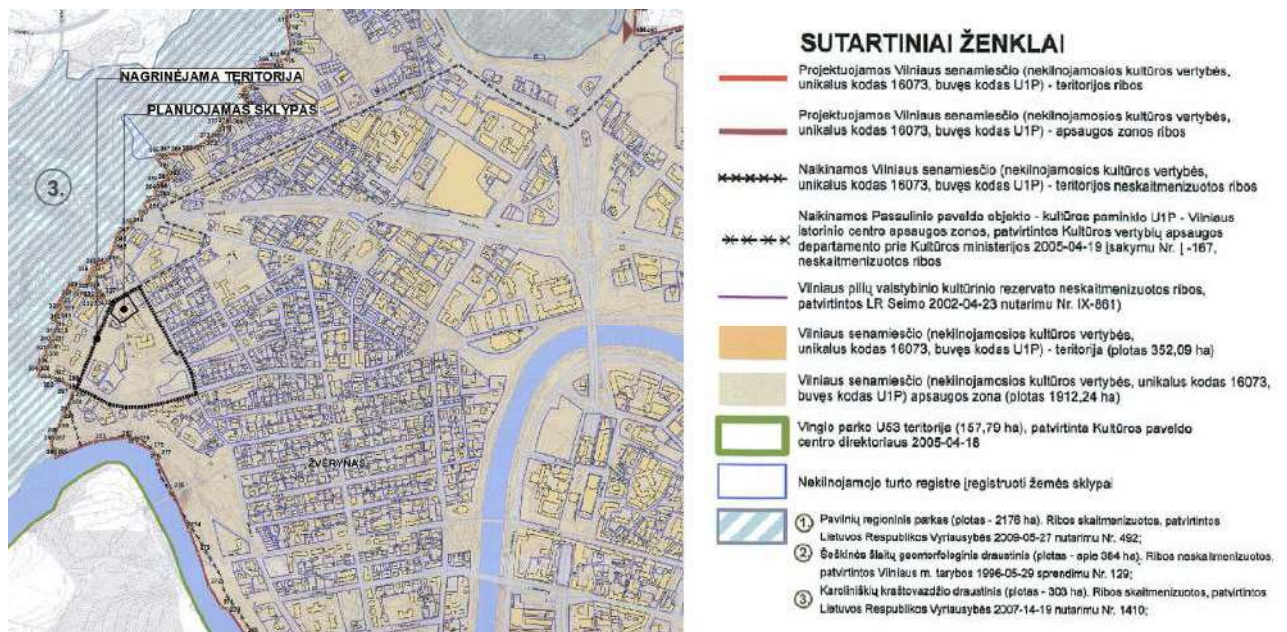 NAGRINĖJAMA TERITORIJA
PLANUOJAMAS SKLYPAS
3.
ŽVĖRYNAS
SUTARTINIAI ŽENKLAI
Projektuojamos Vilniaus senamiesčio (nekilnojamosios kultūros vertybės,
unikalus kodas 16073, buvęs kodas U1P) - teritorijos ribos
Projektuojamos Vilniaus senamiesčio (nekilnojamosios kultūros vertybės,
unikalus kodas 16073, buvęs kodas U1P) - apsaugos zonos ribos
Naikinamos Vilniaus senamiesčio (nekilnojamosios kultūros vertybės,
unikalus kodas 16073, buvęs kodas U1P) - teritorijos neskaitmenizuotos ribos
Naikinamos Pasaulinio paveldo objekto - kultūros paminklo U1P - Vilniaus
istorinio centro apsaugos zonos, patvirtintos Kultūros vertybių apsaugos
departamento prie Kultūros ministerijos 2005-04-19 įsakymu Nr. Į -167,
neskaitmenizuotos ribos
Vilniaus pilių valstybinio kultūrinio rezervato neskaitmenizuotos ribos,
patvirtintos LR Seimo 2002-04-23 nutarimu Nr. IX-861)
Vilniaus senamiesčio (nekilnojamosios kultūros vertybės,
unikalus kodas 16073, buvęs kodas U1P) - teritorija (plotas 352,09 ha)
Vilniaus senamiesčio (nekilnojamosios kultūros vertybės, unikalus kodas 16073,
buvęs kodas U1P) apsaugos zona (plotas 1912,24 ha)
Vingio parko U53 teritorija (157,79 ha), patvirtinta Kultūros paveldo
centro direktoriaus 2005-04-18
Nekilnojamojo turto registre įregistruoti žemės sklypai
1. Pavilnių regioninis parkas (plotas - 2176 ha). Ribos skaitmenizuotos, patvirtintos
Lietuvos Respublikos Vyriausybės 2009-05-27 nutarimu Nr. 492;
2. Šeškinės šlaitų geomorfologinis draustinis (plotas - apie 384 ha). Ribos neskaitmenizuotos,
patvirtintos Vilniaus m. tarybos 1996-05-29 sprendimu Nr. 129;
3. Karoliniškių kraštovaizdžio draustinis (plotas - 303 ha). Ribos skaitmenizuotos, patvirtintos
Lietuvos Respublikos Vyriausybės 2007-14-19 nutarimu Nr. 1410;